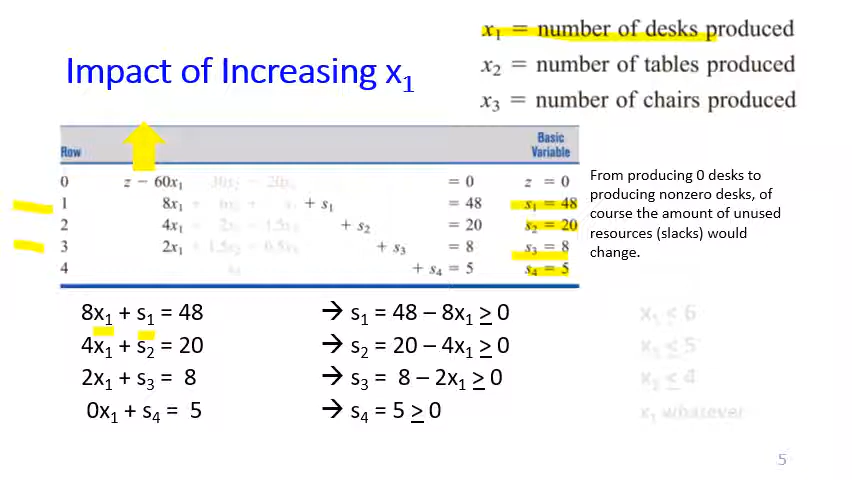 x₁ = number of desks produced
Impact of Increasing x₁
x₂ = number of tables produced
x₃ = number of chairs produced
Row Basic Variable
0 z − 60x₁ = 0 z = 0
1 8x₁ + s₁ = 48 s₁ = 48
2 4x₁ + s₂ = 20 s₂ = 20
3 2x₁ + s₃ = 8 s₃ = 8
4 + s₄ = 5 s₄ = 5
From producing 0 desks to
producing nonzero desks, of
course the amount of unused
resources (slacks) would
change.
8x₁ + s₁ = 48 → s₁ = 48 – 8x₁ ≥ 0 x₁ ≤ 6
4x₁ + s₂ = 20 → s₂ = 20 – 4x₁ ≥ 0 x₁ ≤ 5
2x₁ + s₃ = 8 → s₃ = 8 – 2x₁ ≥ 0 x₁ ≤ 4
0x₁ + s₄ = 5 → s₄ = 5 ≥ 0 x₁ whatever
5